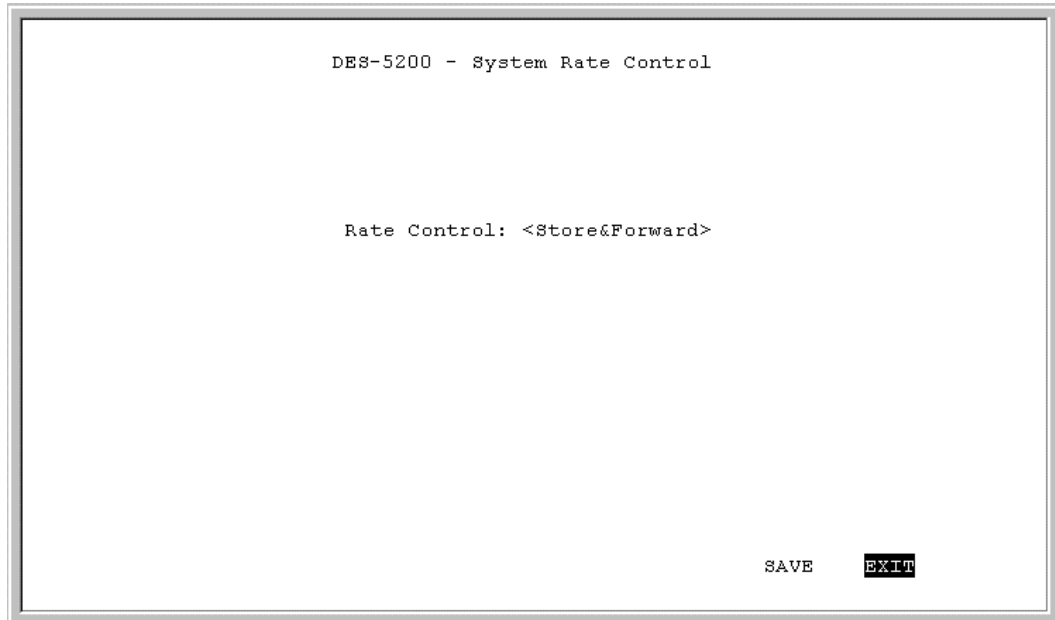 DES-5200 - System Rate Control
Rate Control: <Store&Forward>
SAVE EXIT